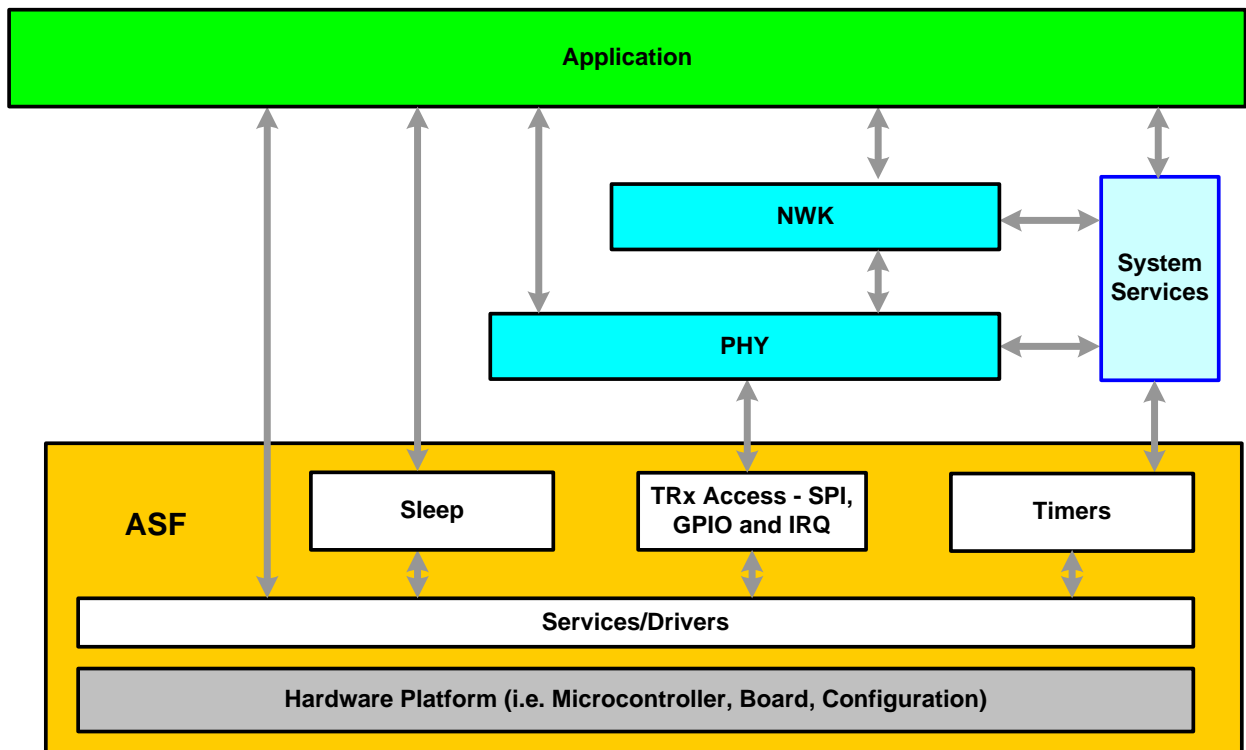 Application
NWK
System
Services
PHY
ASF
Sleep
TRx Access - SPI,
GPIO and IRQ
Timers
Services/Drivers
Hardware Platform (i.e. Microcontroller, Board, Configuration)